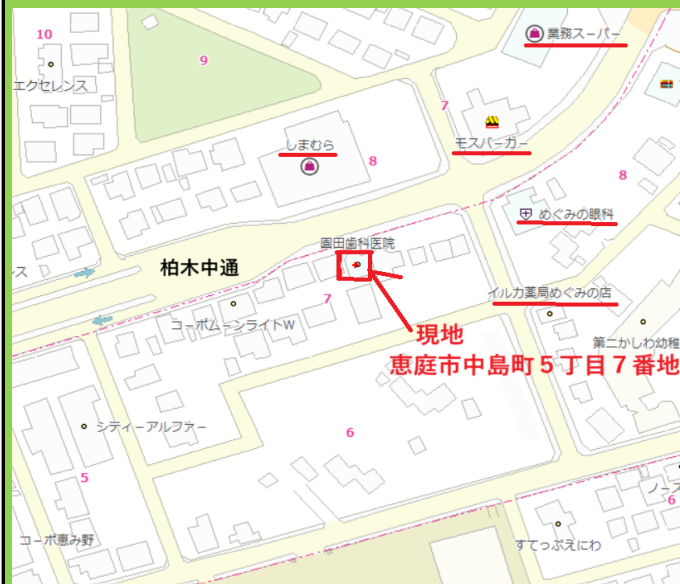 10
業務スーパー
9
エクセレンス
7
モスバーガー
しまむら
8
8
めぐみの眼科
園田歯科医院
柏木中通
ス
イルカ薬局めぐみの店
7
コーポムーンライトW
現地
第二かしわ幼稚
恵庭市中島町5丁目7番地
シティーアルファー
6
5
ノース
6
コーポ恵み野
すてっぷえにわ